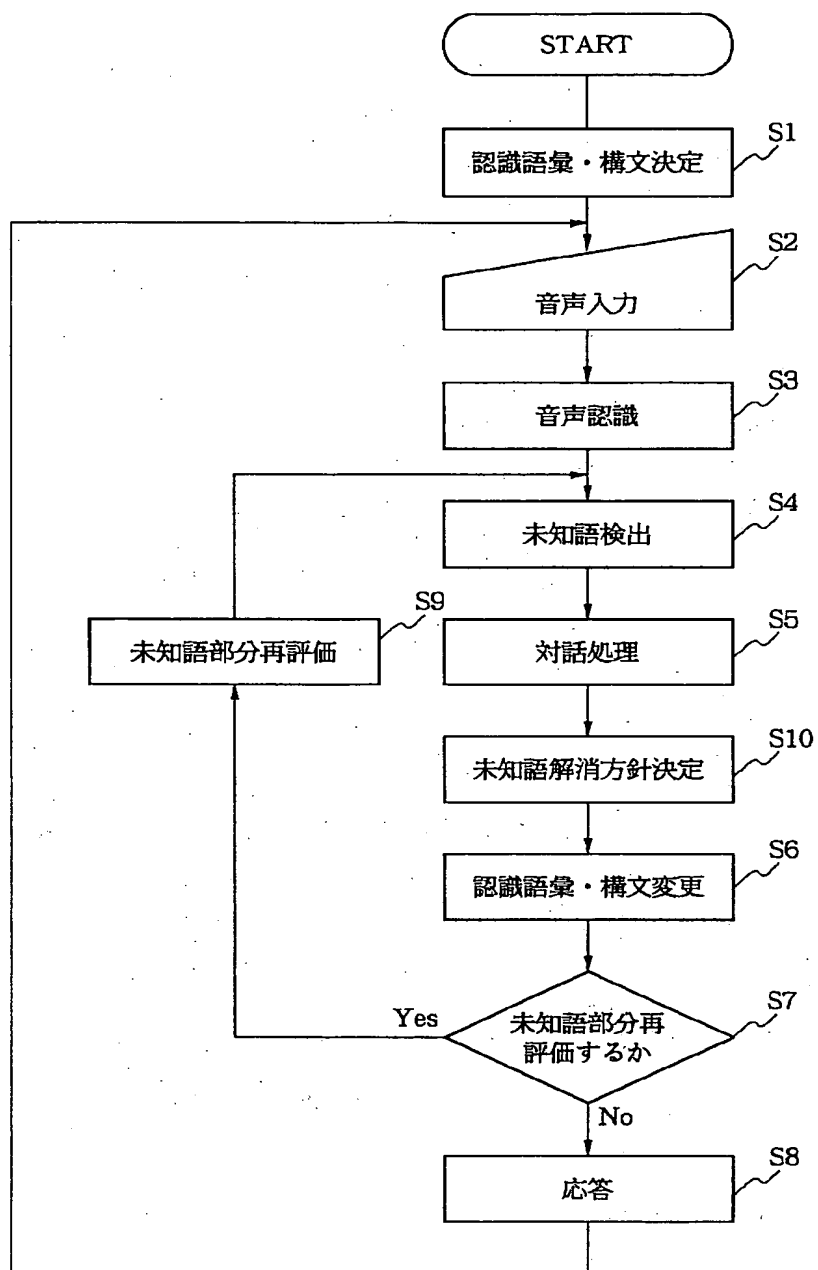 START
S1
認識語彙・構文決定
S2
音声入力
S3
音声認識
S4
未知語検出
S9
未知語部分再評価
S5
対話処理
S10
未知語解消方針決定
S6
認識語彙・構文変更
S7
Yes
未知語部分再
評価するか
No
S8
応答